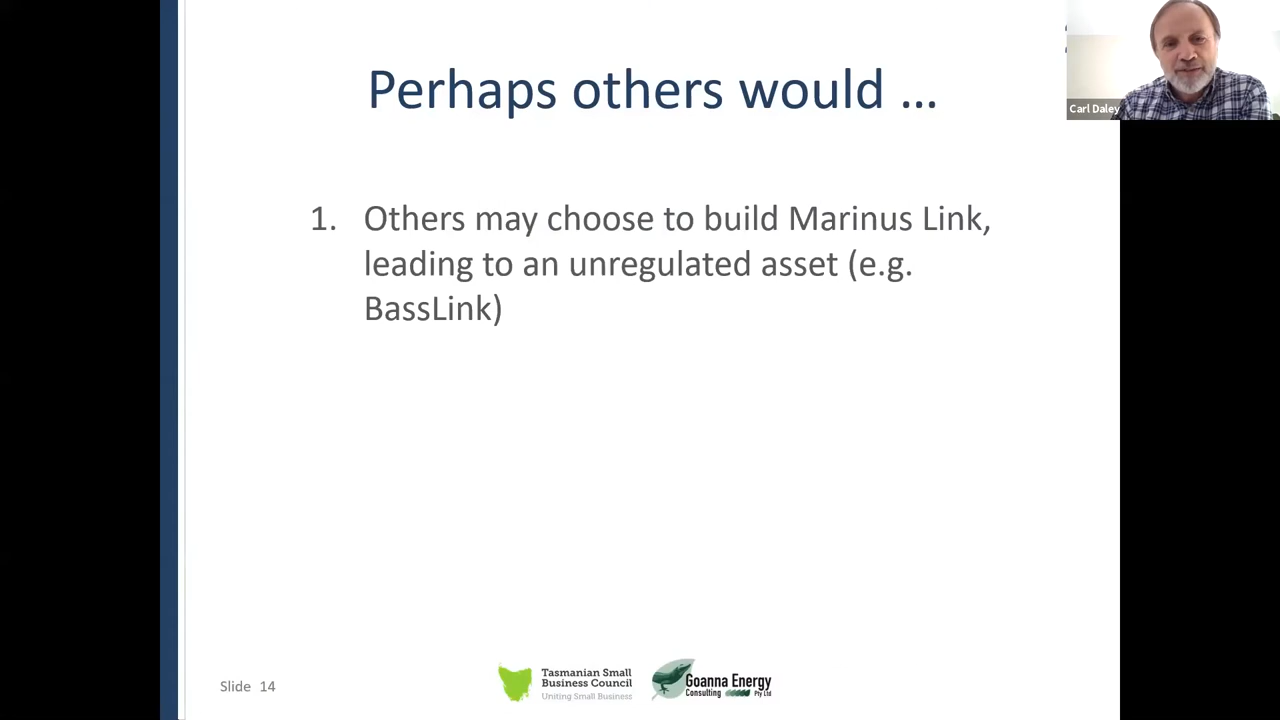 Perhaps others would ...
Carl Daley
1. Others may choose to build Marinus Link,
leading to an unregulated asset (e.g.
BassLink)
Slide 14
Tasmanian Small
Business Council
Uniting Small Business
Goanna Energy
Consulting Pty Ltd